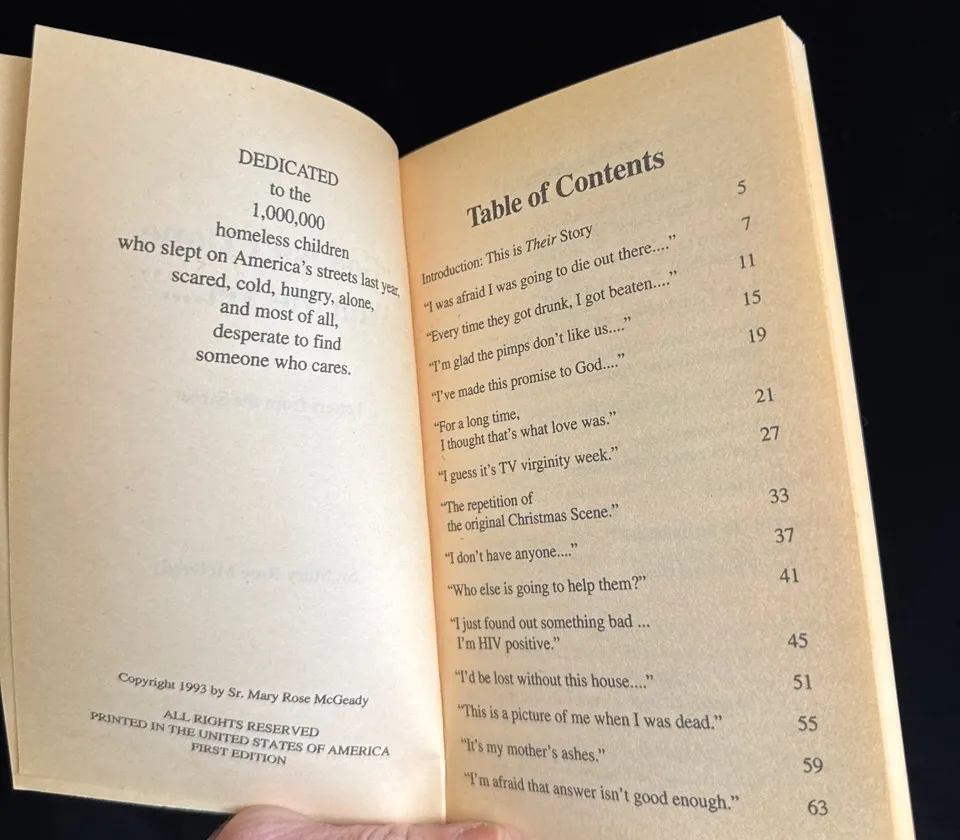 DEDICATED
to the
1,000,000
homeless children
who slept on America's streets last year,
scared, cold, hungry, alone,
and most of all,
desperate to find
someone who cares.
Copyright 1993 by Sr. Mary Rose McGeady
ALL RIGHTS RESERVED
PRINTED IN THE UNITED STATES OF AMERICA
FIRST EDITION
Table of Contents
Introduction: This is Their Story 5
“I was afraid I was going to die out there....” 7
“Every time they got drunk, I got beaten....” 11
“I'm glad the pimps don't like us....” 15
“I've made this promise to God....” 19
“For a long time,
I thought that's what love was.” 21
“I guess it's TV virginity week.” 27
“The repetition of
the original Christmas Scene.” 33
“I don't have anyone....” 37
“Who else is going to help them?” 41
“I just found out something bad ...
I'm HIV positive.” 45
“I'd be lost without this house....” 51
“This is a picture of me when I was dead.” 55
“It's my mother's ashes.” 59
“I'm afraid that answer isn't good enough.” 63